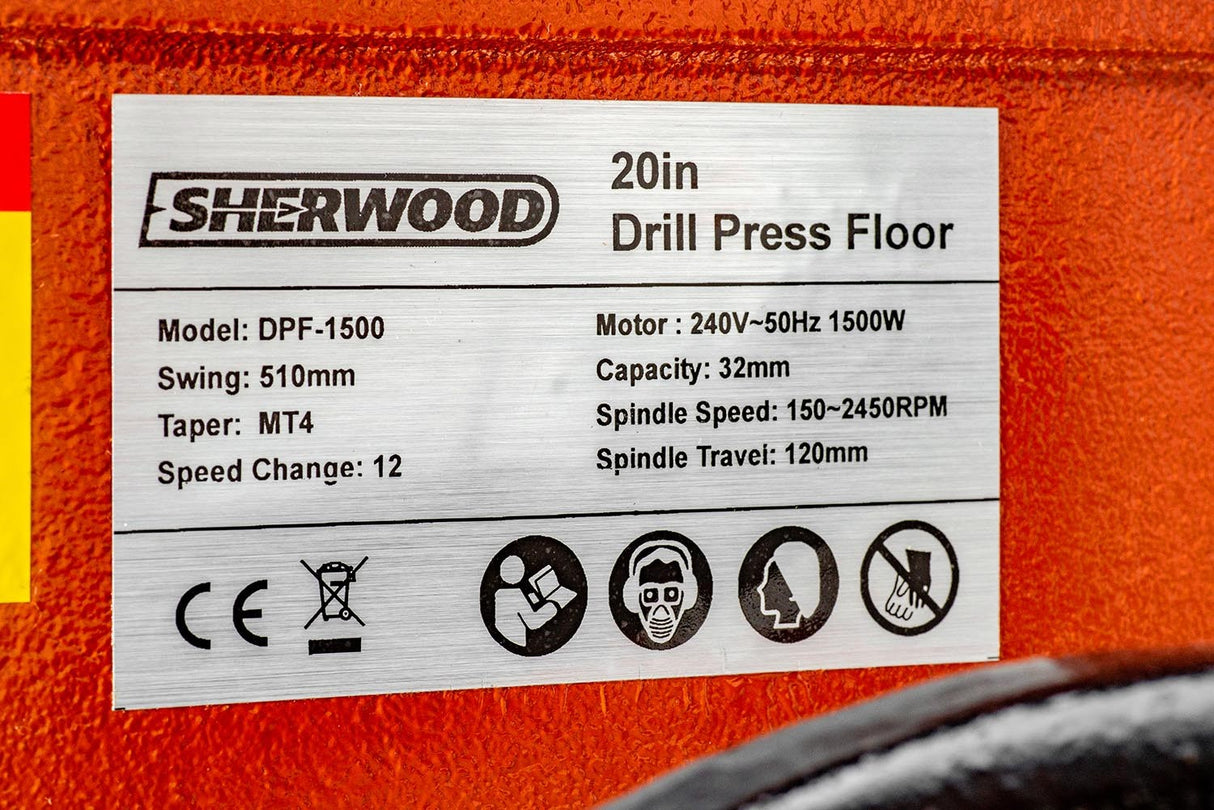 SHERWOOD
20in
Drill Press Floor
Model: DPF-1500
Swing: 510mm
Taper: MT4
Speed Change: 12
Motor : 240V~50Hz 1500W
Capacity: 32mm
Spindle Speed: 150~2450RPM
Spindle Travel: 120mm
CE